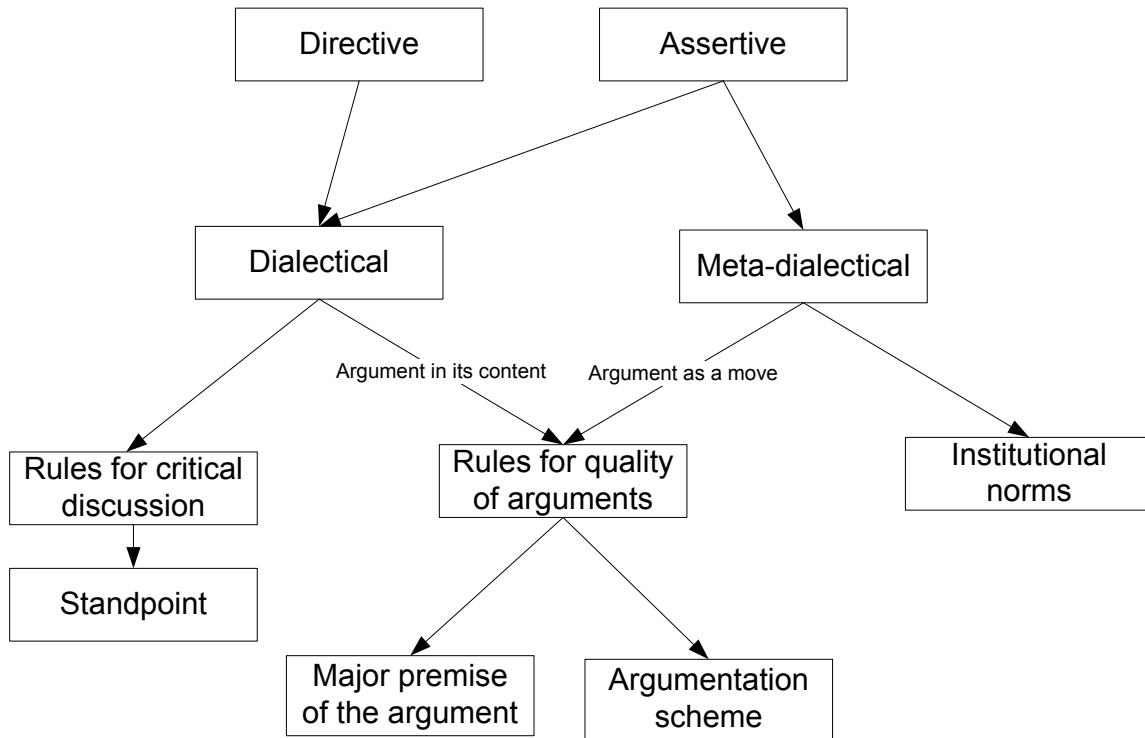 Directive
Assertive
Dialectical
Meta-dialectical
Argument in its content
Argument as a move
Rules for critical
discussion
Rules for quality
of arguments
Institutional
norms
Standpoint
Major premise
of the argument
Argumentation
scheme